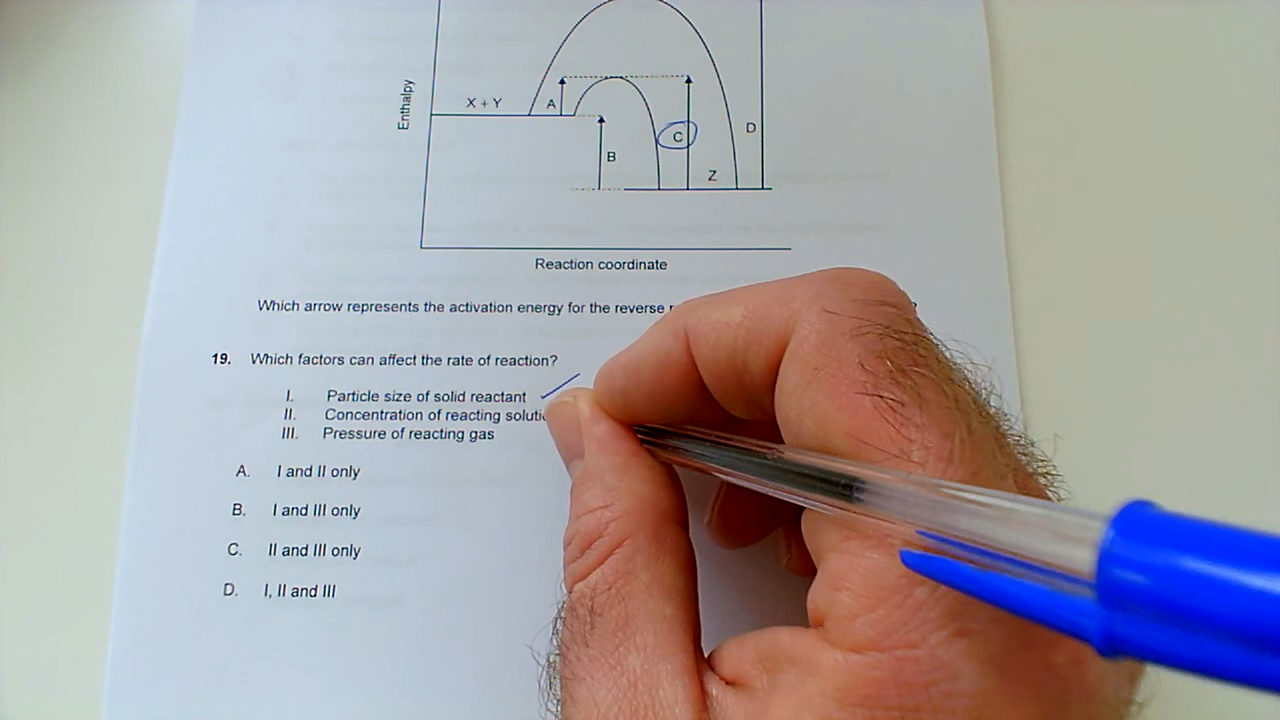 Enthalpy
X + Y
A
B
C
D
Z
Reaction coordinate
Which arrow represents the activation energy for the reverse
19. Which factors can affect the rate of reaction?
I. Particle size of solid reactant
II. Concentration of reacting
III. Pressure of reacting gas
A. I and II only
B. I and III only
C. II and III only
D. I, II and III